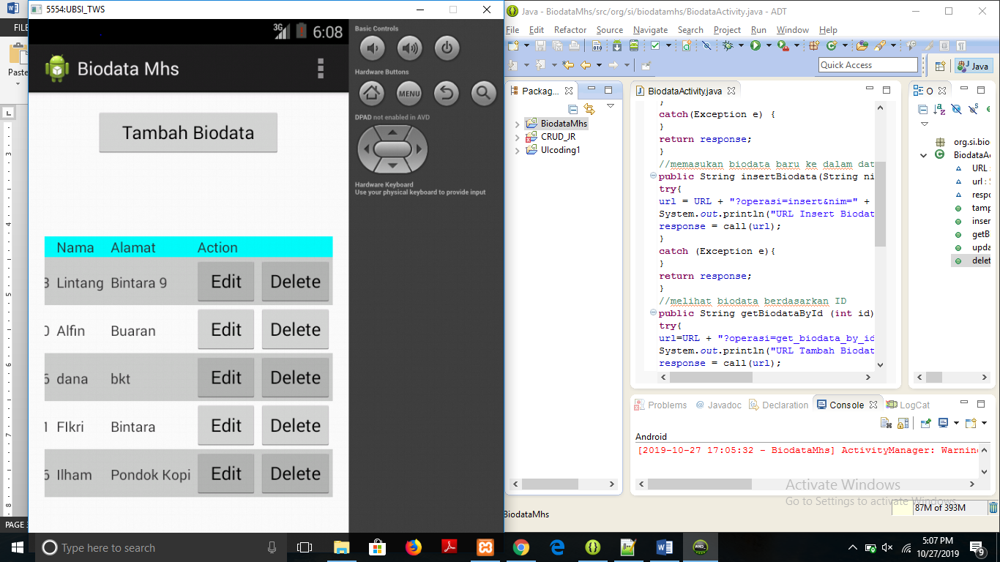 5554:UBSI_TWS
FILE
Paste
L
PAGE
3G 6:08
Biodata Mhs
Tambah Biodata
Nama Alamat Action
8 Lintang Bintara 9 Edit Delete
0 Alfin Buaran Edit Delete
6 dana bkt Edit Delete
1 FIkri Bintara Edit Delete
6 Ilham Pondok Kopi Edit Delete
Basic Controls
Hardware Buttons
MENU
DPAD not enabled in AVD
Hardware Keyboard
Use your physical keyboard to provide input
Java - BiodataMhs/src/org/si/biodatamhs/BiodataActivity.java - ADT
File Edit Refactor Source Navigate Search Project Run Window Help
Quick Access
Java
Packag...
BiodataMhs
CRUD_JR
UIcoding1
BiodataActivity.java
}
catch(Exception e) {
}
return response;
}
//memasukan biodata baru ke dalam dat
public String insertBiodata(String ni
try{
url = URL + "?operasi=insert&nim=" +
System.out.println("URL Insert Biodat
response = call(url);
}
catch (Exception e){
}
return response;
}
//melihat biodata berdasarkan ID
public String getBiodataById (int id)
try{
url=URL + "?operasi=get_biodata_by_id
System.out.println("URL Tambah Biodat
response = call(url);
O
org.si.bio
BiodataA
URL :
url : S
respo
tamp
inser
getB
upda
delet
Problems @ Javadoc Declaration Console LogCat
Android
[2019-10-27 17:05:32 - BiodataMhs] ActivityManager: Warning
Activate Windows
Go to Settings to activate Windows.
BiodataMhs
87M of 393M
Type here to search
5:07 PM
10/27/2019
9